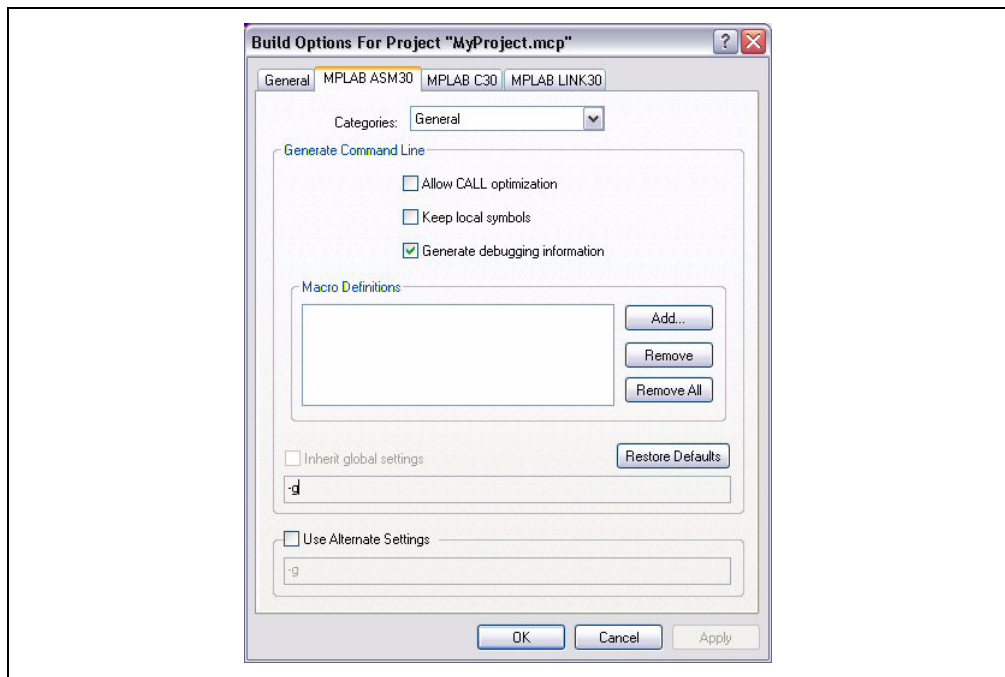 Build Options For Project "MyProject.mcp"
General MPLAB ASM30 MPLAB C30 MPLAB LINK30
Categories: General
Generate Command Line
Allow CALL optimization
Keep local symbols
Generate debugging information
Macro Definitions
Add...
Remove
Remove All
Inherit global settings Restore Defaults
-g
Use Alternate Settings
-g
OK Cancel Apply